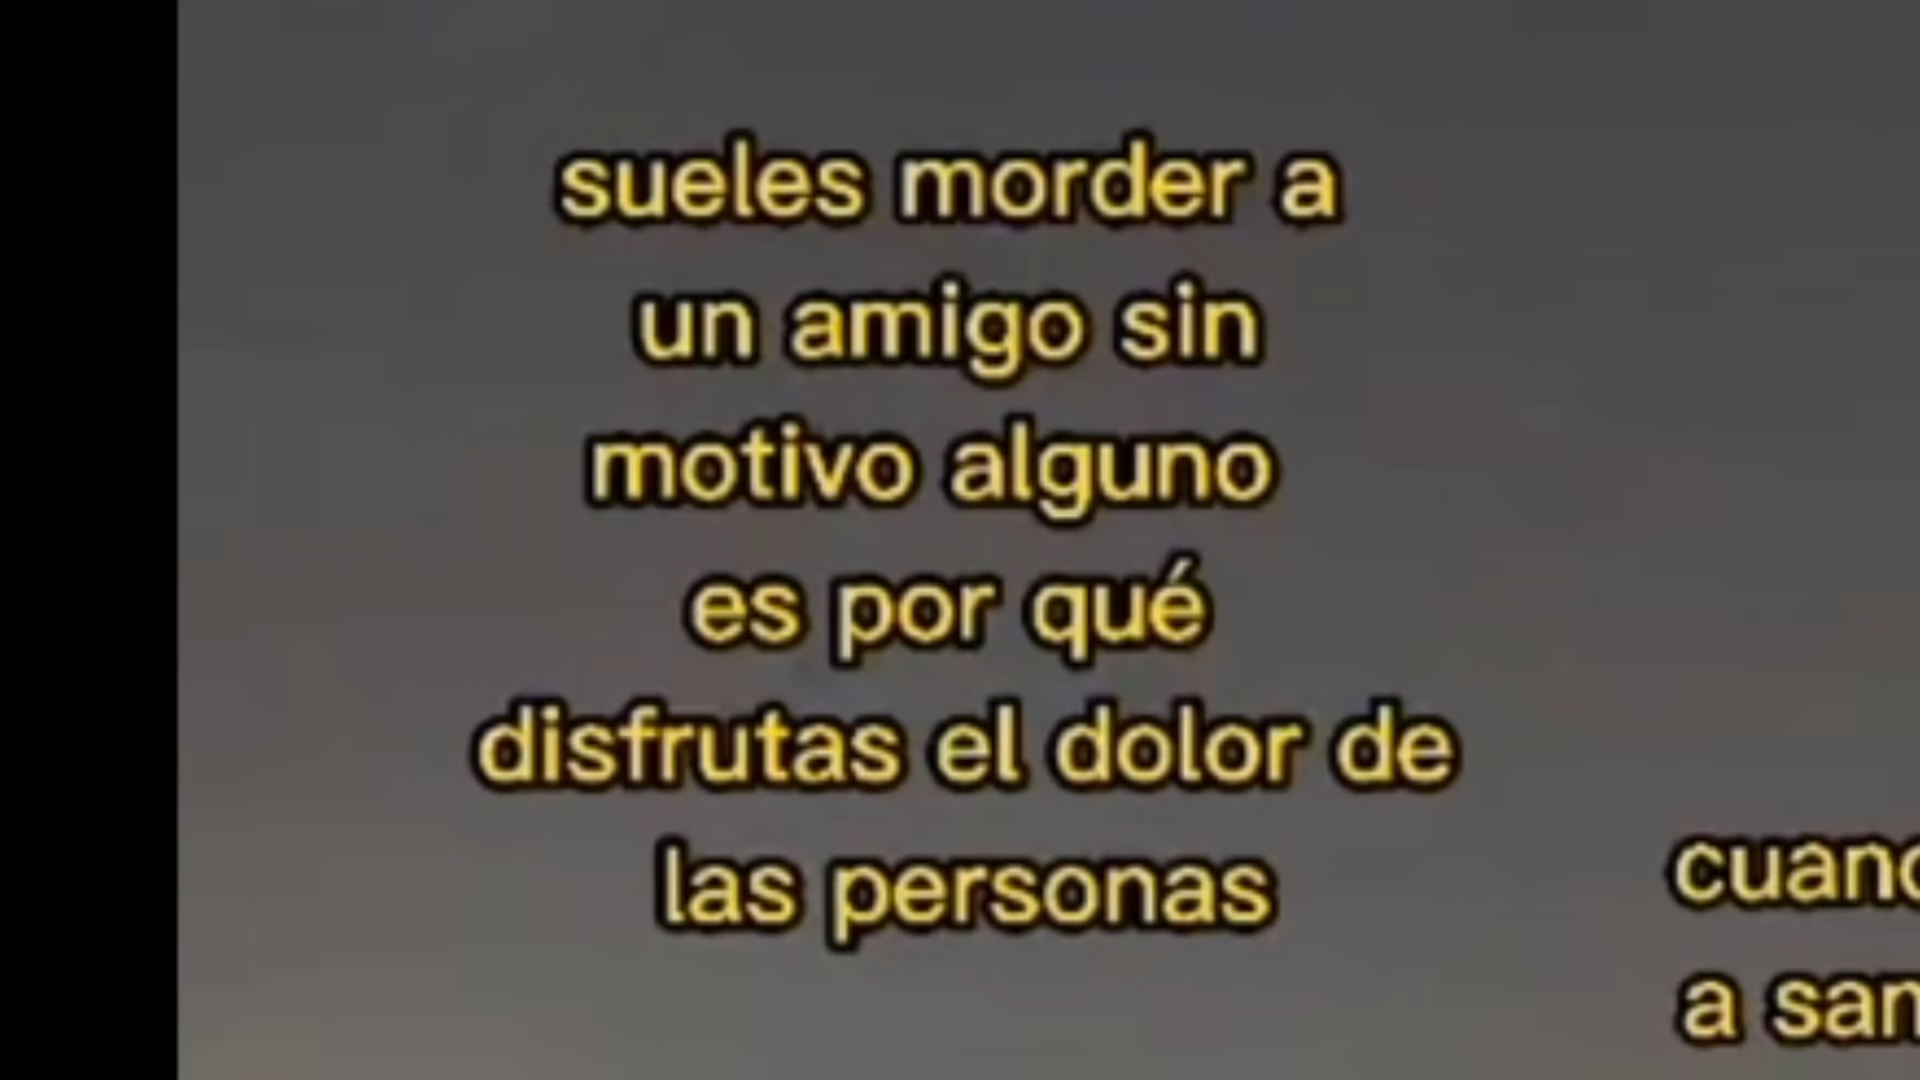 sueles morder a
un amigo sin
motivo alguno
es por qué
disfrutas el dolor de
las personas
a